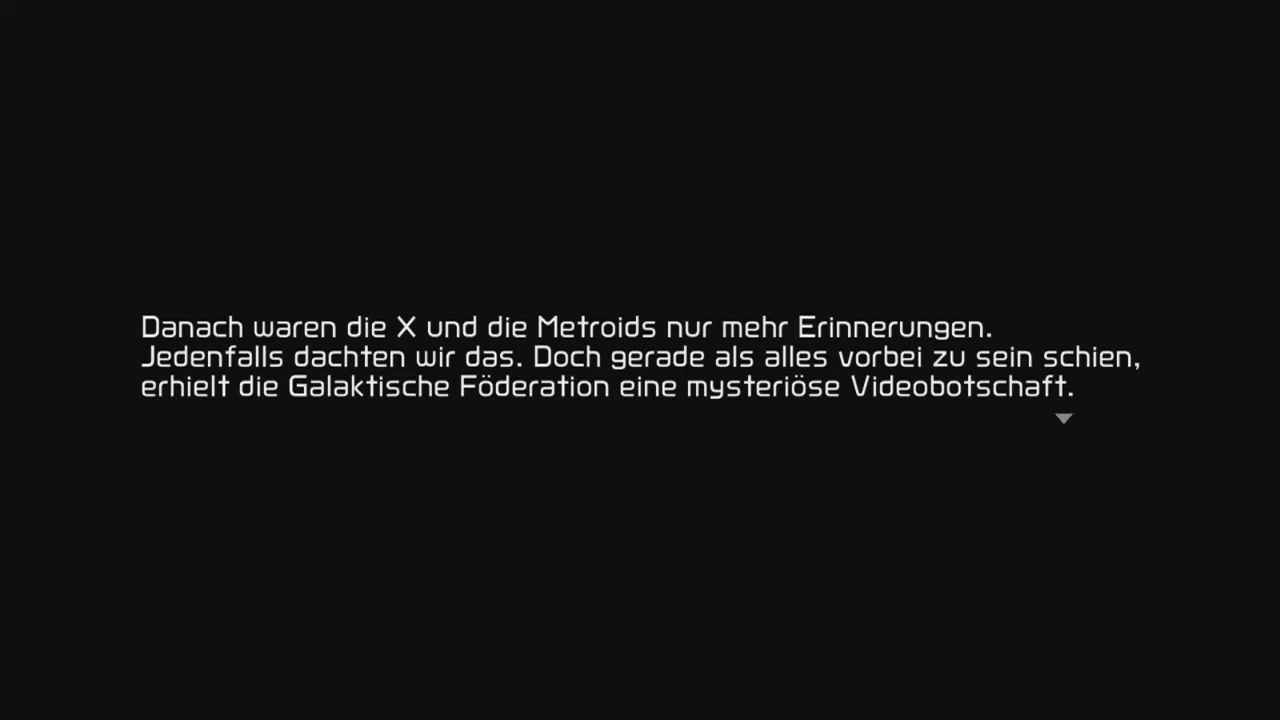 Danach waren die X und die Metroids nur mehr Erinnerungen.
Jedenfalls dachten wir das. Doch gerade als alles vorbei zu sein schien,
erhielt die Galaktische Föderation eine mysteriöse Videobotschaft.